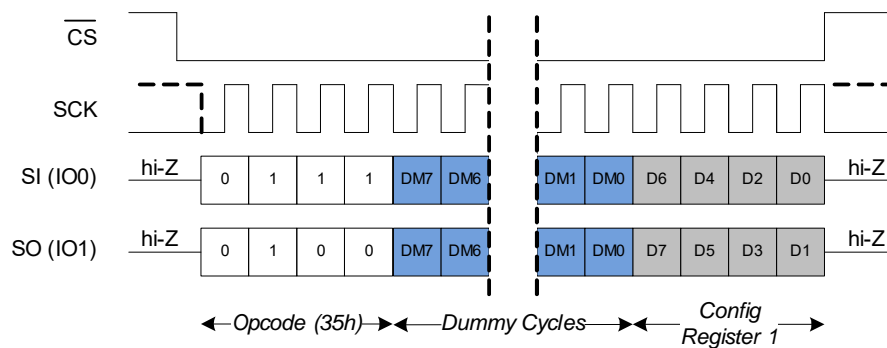 CS
SCK
SI (IO0) hi-Z 0 1 1 1 DM7 DM6 DM1 DM0 D6 D4 D2 D0 hi-Z
SO (IO1) hi-Z 0 1 0 0 DM7 DM6 DM1 DM0 D7 D5 D3 D1 hi-Z
Opcode (35h) Dummy Cycles Config
Register 1